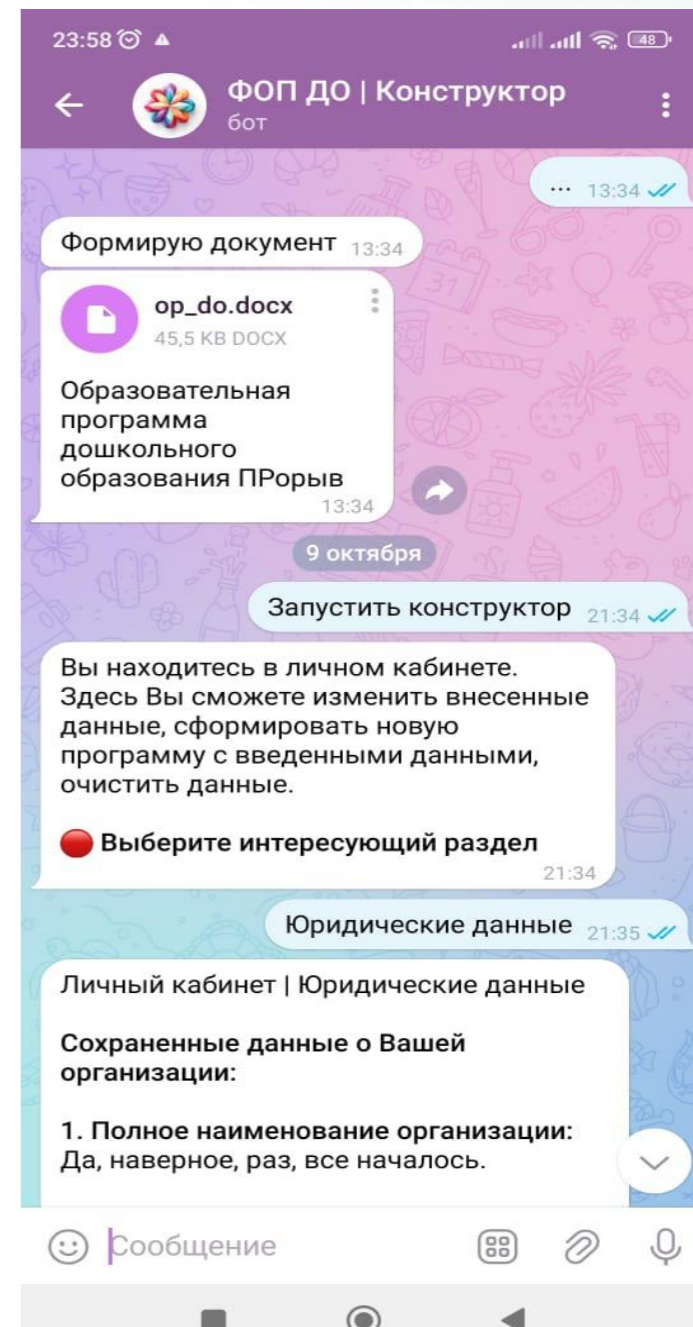 23:58
48
ФОП ДО | Конструктор
бот
... 13:34
Формирую документ 13:34
op_do.docx
45,5 KB DOCX
Образовательная
программа
дошкольного
образования ПРорыв
13:34
9 октября
Запустить конструктор 21:34
Вы находитесь в личном кабинете.
Здесь Вы сможете изменить внесенные
данные, сформировать новую
программу с введенными данными,
очистить данные.
Выберите интересующий раздел
21:34
Юридические данные 21:35
Личный кабинет | Юридические данные
Сохраненные данные о Вашей
организации:
1. Полное наименование организации:
Да, наверное, раз, все началось.
Сообщение